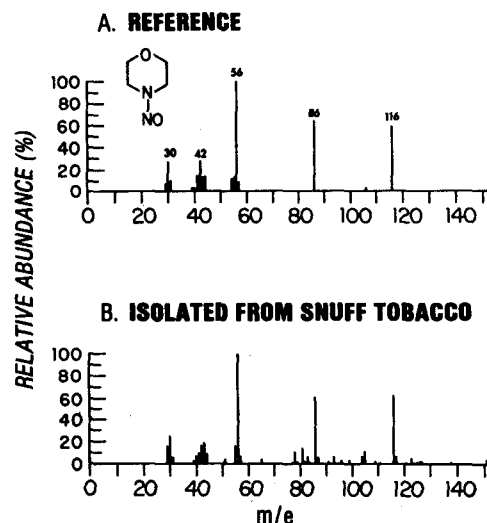 A. REFERENCE
O
N
NO
RELATIVE ABUNDANCE (%)
100
80
60
40
20
0
30
42
56
86
116
0 20 40 60 80 100 120 140
B. ISOLATED FROM SNUFF TOBACCO
100
80
60
40
20
0
0 20 40 60 80 100 120 140
m/e